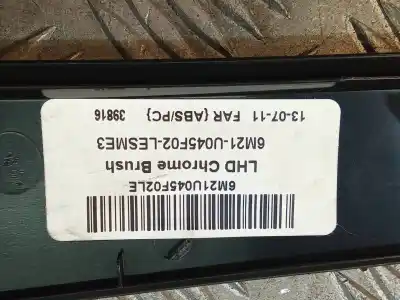 6M21U045F02LE
LHD Chrome Brush
6M21-U045F02-LESME3
13-07-11 FAR {ABS/PC} 39816